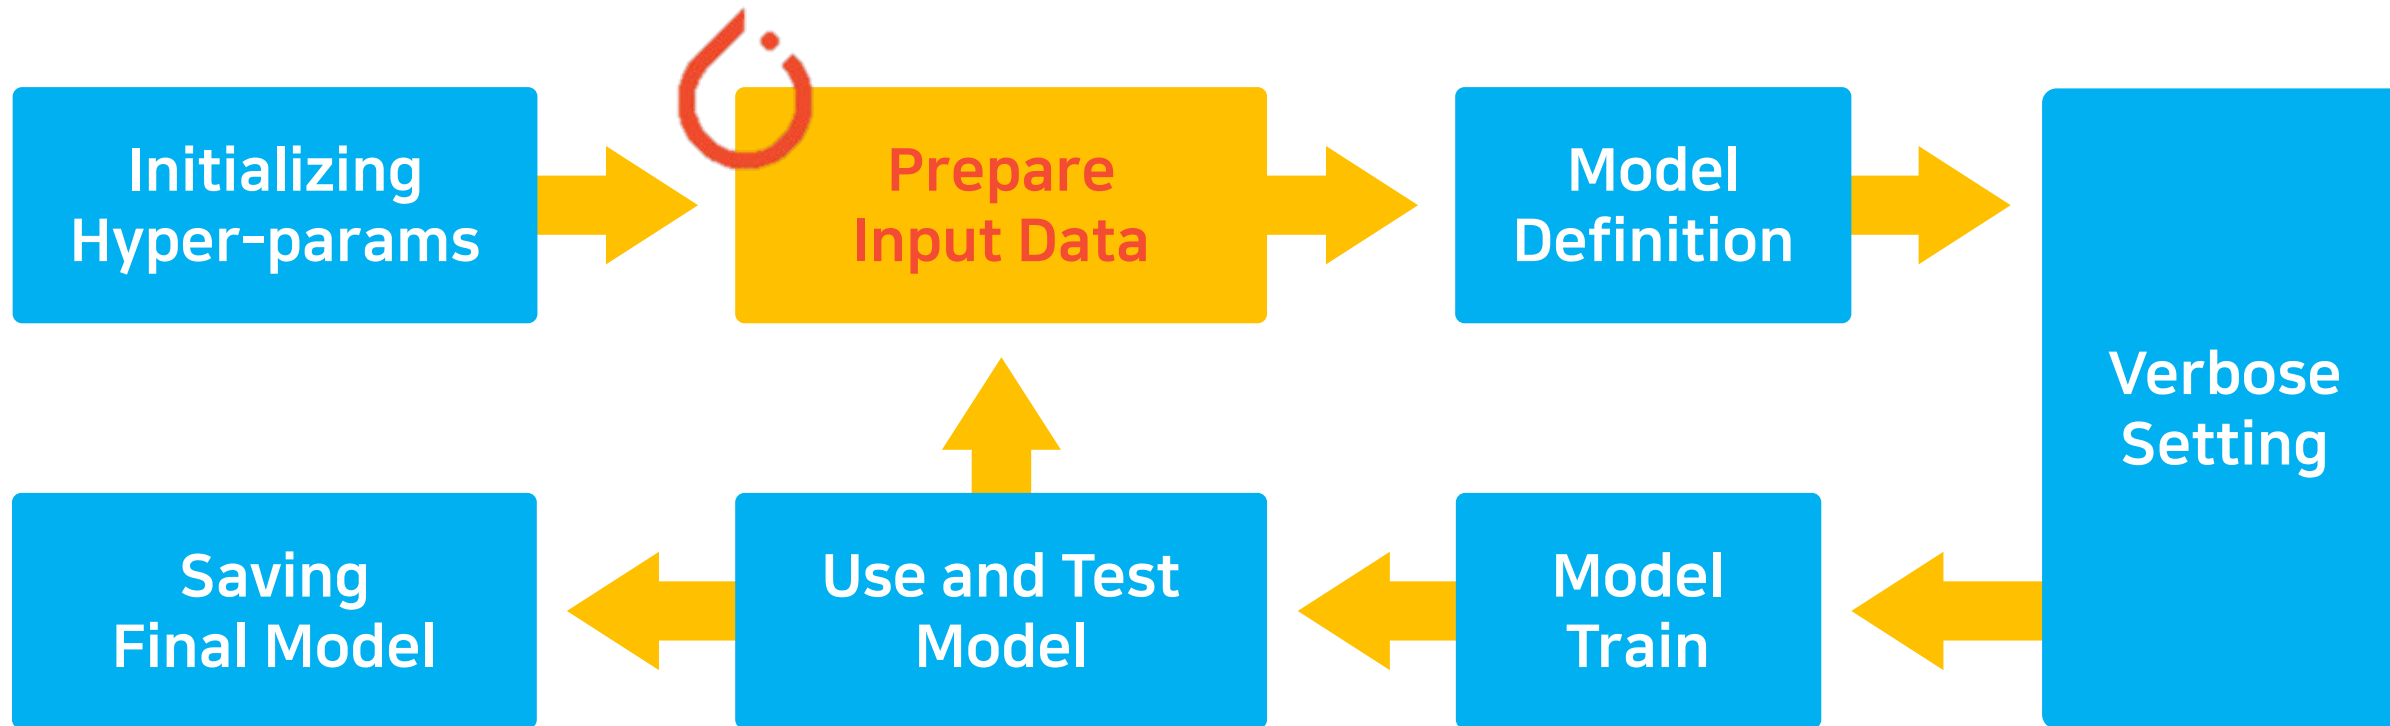 Initializing
Hyper-params
Prepare
Input Data
Model
Definition
Verbose
Setting
Saving
Final Model
Use and Test
Model
Model
Train